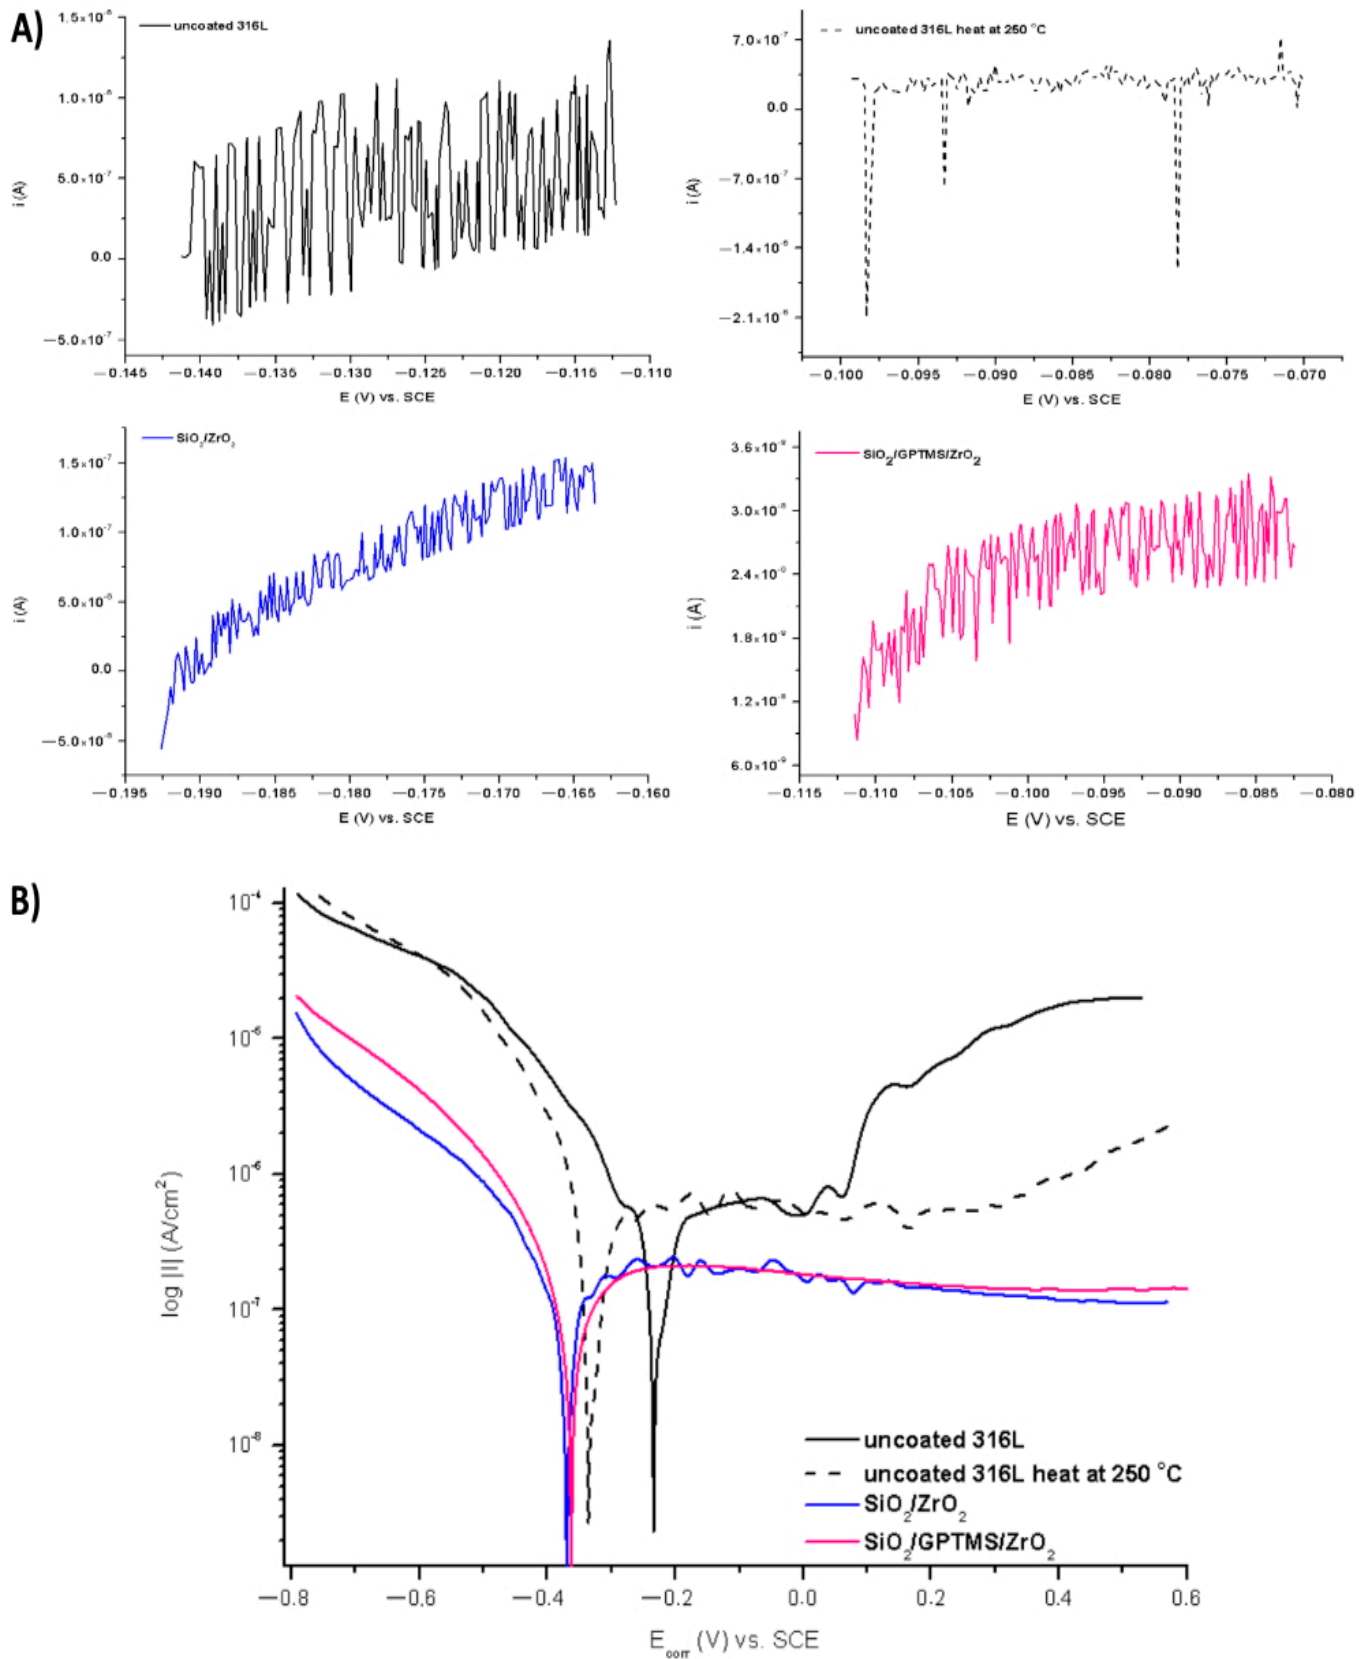 A)
1.5×10⁻⁶
uncoated 316L
1.0×10⁻⁶
5.0×10⁻⁷
0.0
−5.0×10⁻⁷
i (A)
−0.145 −0.140 −0.135 −0.130 −0.125 −0.120 −0.115 −0.110
E (V) vs. SCE
uncoated 316L heat at 250 °C
7.0×10⁻⁷
0.0
−7.0×10⁻⁷
−1.4×10⁻⁶
−2.1×10⁻⁶
i (A)
−0.100 −0.095 −0.090 −0.085 −0.080 −0.075 −0.070
E (V) vs. SCE
SiO₂/ZrO₂
1.5×10⁻⁷
1.0×10⁻⁷
0.0
i (A)
−0.195 −0.190 −0.185 −0.180 −0.175 −0.170 −0.165 −0.160
E (V) vs. SCE
SiO₂/GPTMS/ZrO₂
i (A)
−0.115 −0.110 −0.105 −0.100 −0.095 −0.090 −0.085 −0.080
E (V) vs. SCE
B)
10⁻⁴
10⁻⁵
10⁻⁶
10⁻⁷
10⁻⁸
log |I| (A/cm²)
uncoated 316L
uncoated 316L heat at 250 °C
SiO₂/ZrO₂
SiO₂/GPTMS/ZrO₂
−0.8 −0.6 −0.4 −0.2 0.0 0.2 0.4 0.6
E_corr (V) vs. SCE